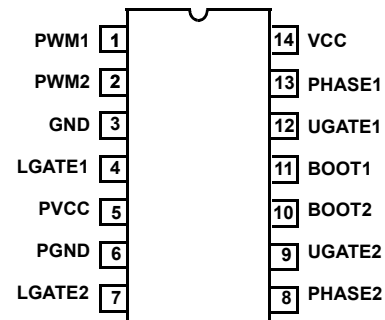 PWM1 1 14 VCC
PWM2 2 13 PHASE1
GND 3 12 UGATE1
LGATE1 4 11 BOOT1
PVCC 5 10 BOOT2
PGND 6 9 UGATE2
LGATE2 7 8 PHASE2